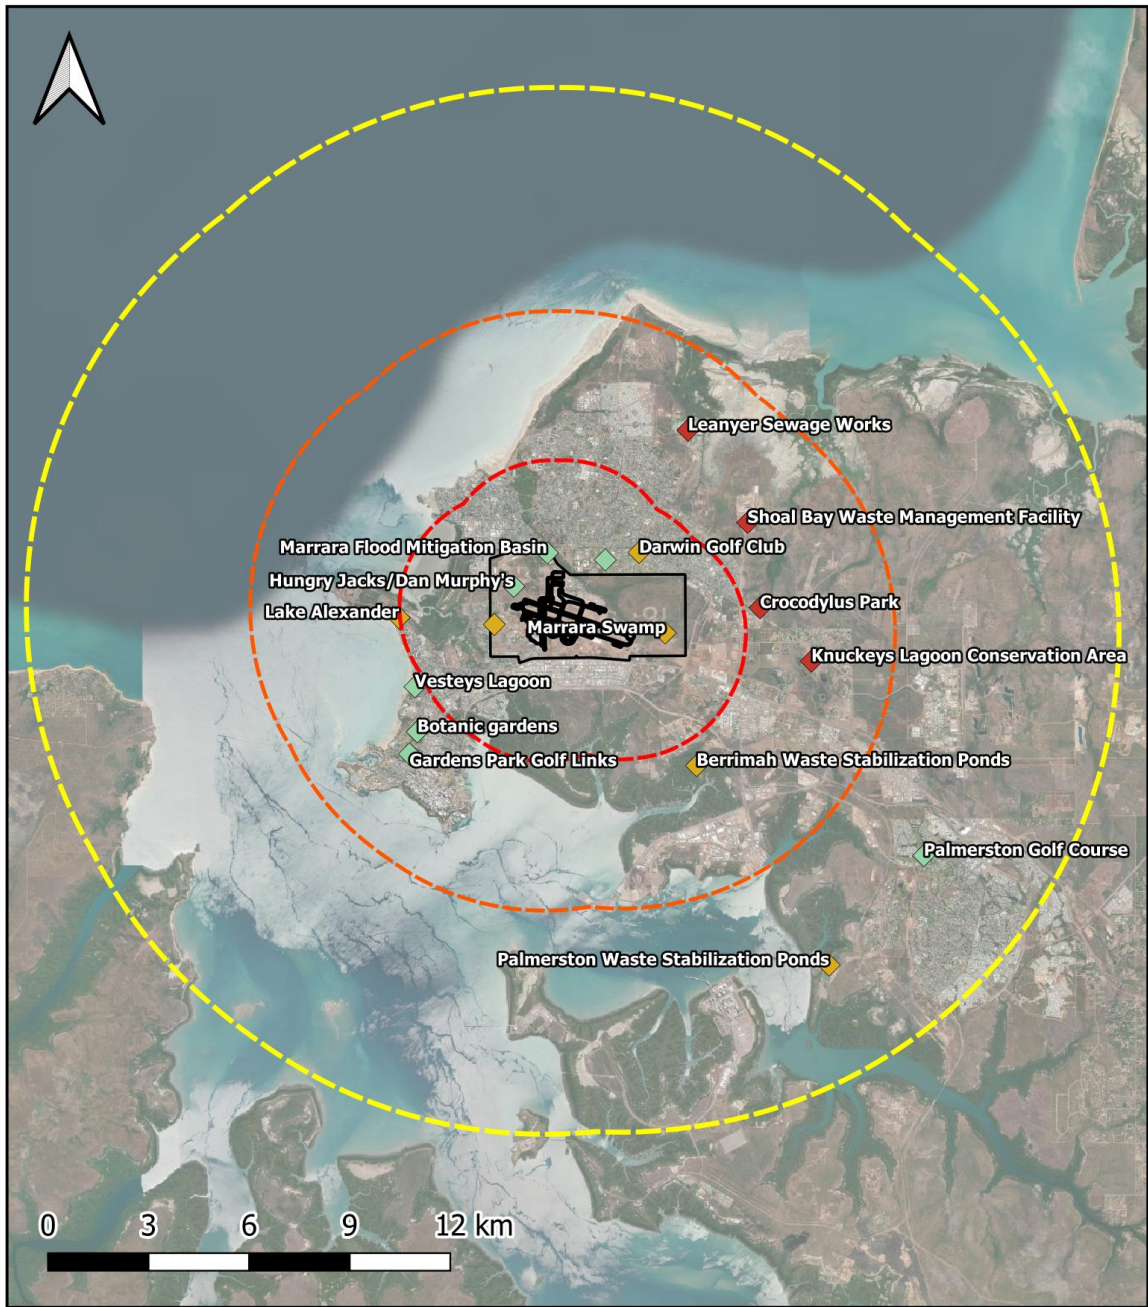 Leanyer Sewage Works
Shoal Bay Waste Management Facility
Marrara Flood Mitigation Basin
Darwin Golf Club
Hungry Jacks/Dan Murphy's
Crocodylus Park
Lake Alexander
Marrara Swamp
Knuckeys Lagoon Conservation Area
Vesteys Lagoon
Botanic gardens
Gardens Park Golf Links
Berrimah Waste Stabilization Ponds
Palmerston Golf Course
Palmerston Waste Stabilization Ponds
0 3 6 9 12 km